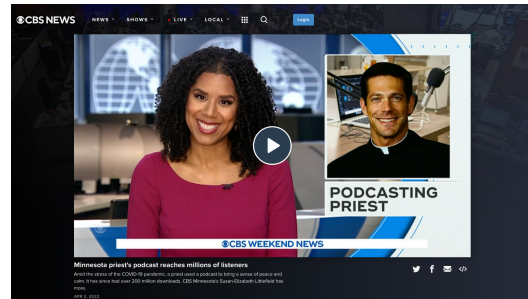 CBS NEWS NEWS SHOWS LIVE LOCAL Login
PODCASTING
PRIEST
CBS WEEKEND NEWS
Minnesota priest's podcast reaches millions of listeners
Amid the stress of the COVID-19 pandemic, a priest used a podcast to bring a sense of peace and
calm. It has since had over 200 million downloads. CBS Minnesota's Susan-Elizabeth Littlefield has
more.
APR 3, 2022